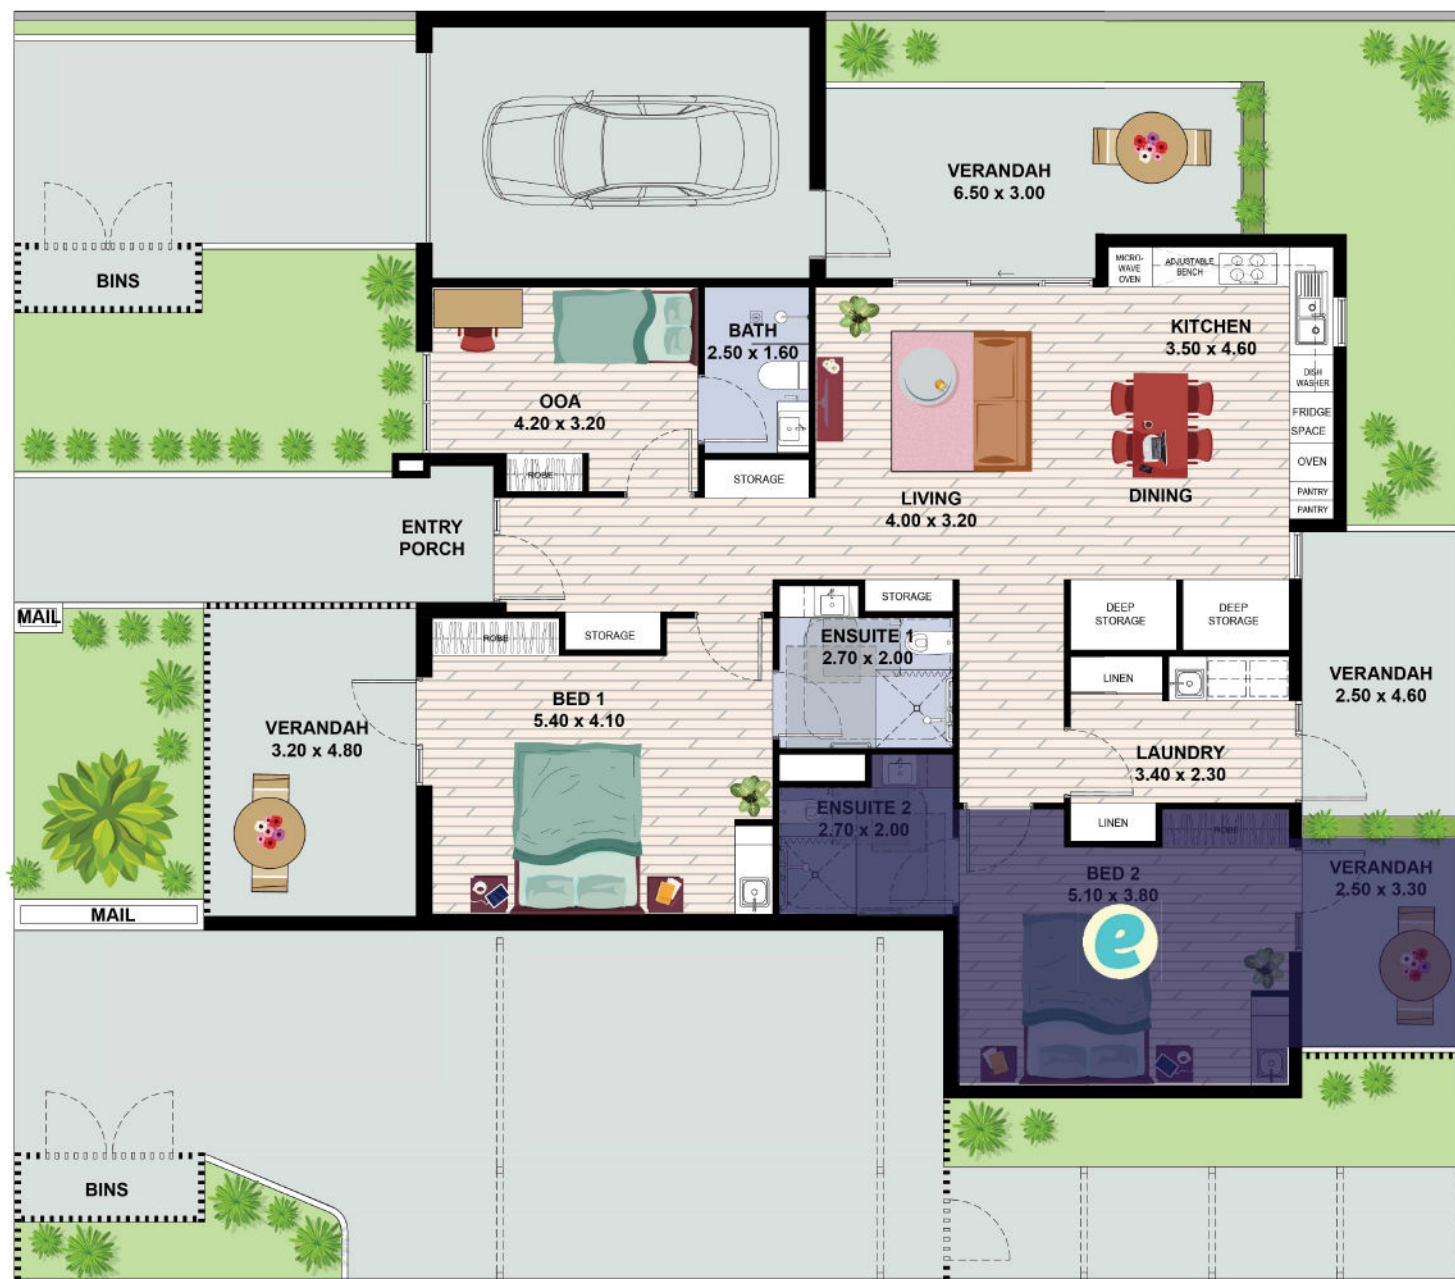 VERANDAH
6.50 x 3.00
BINS
MICRO-
WAVE
OVEN
ADJUSTABLE
BENCH
KITCHEN
3.50 x 4.60
BATH
2.50 x 1.60
DISH
WASHER
OOA
4.20 x 3.20
FRIDGE
SPACE
OVEN
ROBE
STORAGE
LIVING
4.00 x 3.20
DINING
PANTRY
PANTRY
ENTRY
PORCH
MAIL
STORAGE
DEEP
STORAGE
DEEP
STORAGE
ROBE
STORAGE
ENSUITE 1
2.70 x 2.00
LINEN
VERANDAH
2.50 x 4.60
BED 1
5.40 x 4.10
VERANDAH
3.20 x 4.80
LAUNDRY
3.40 x 2.30
ENSUITE 2
2.70 x 2.00
LINEN
ROBE
BED 2
5.10 x 3.80
VERANDAH
2.50 x 3.30
MAIL
e
BINS